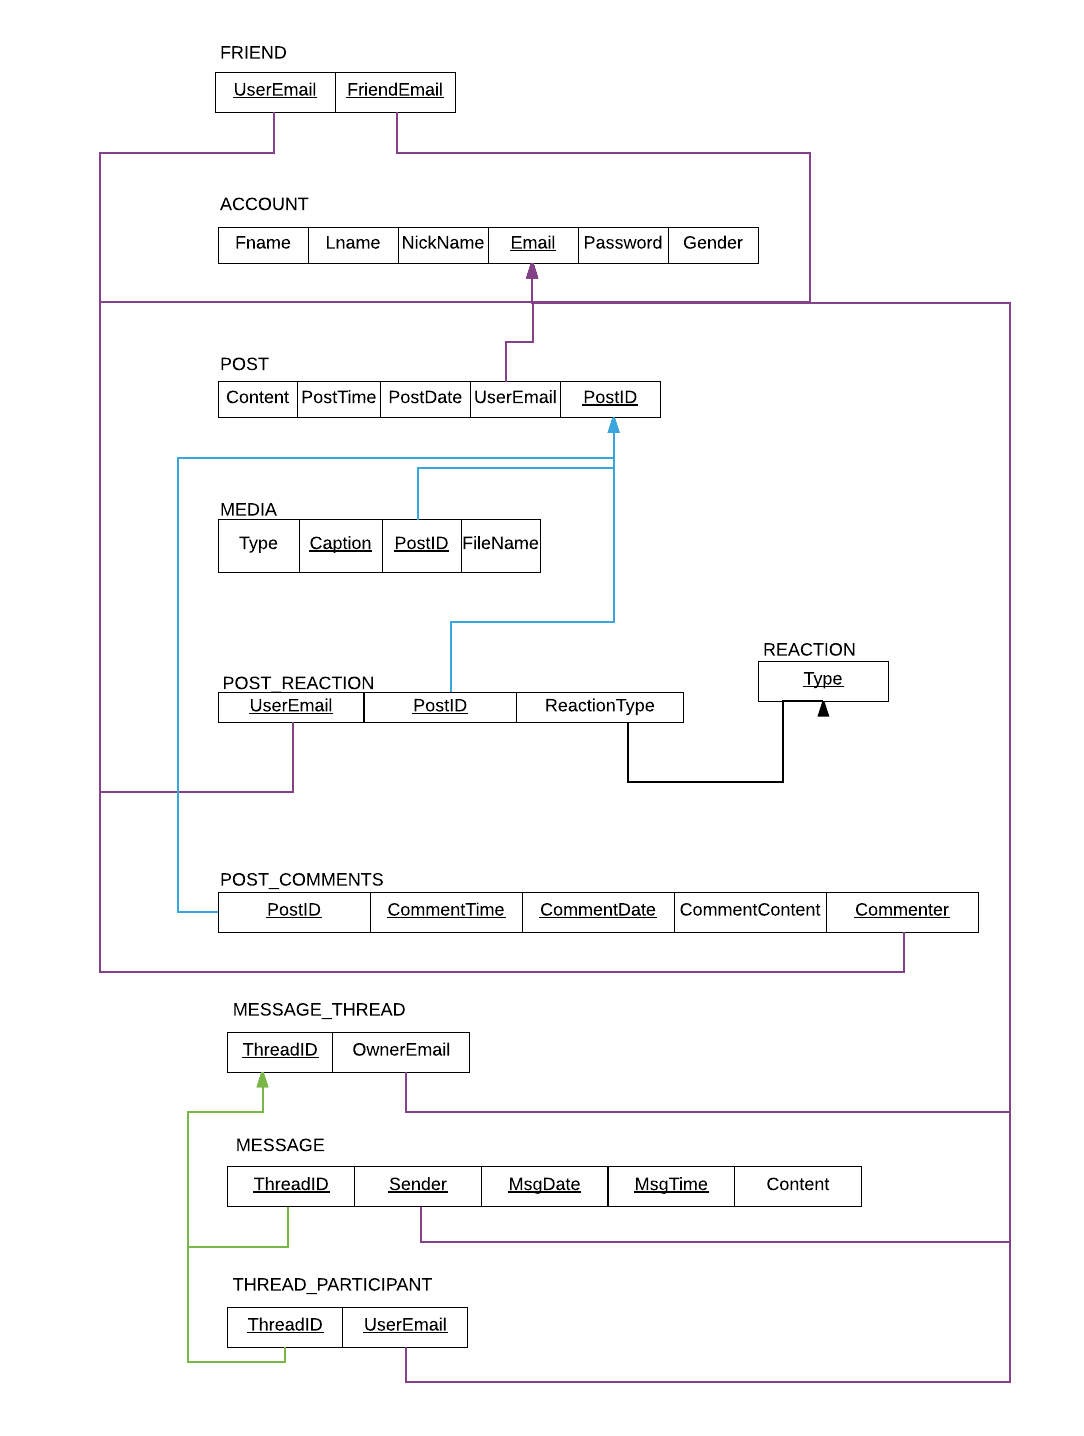 FRIEND
UserEmail FriendEmail
ACCOUNT
Fname Lname NickName Email Password Gender
POST
Content PostTime PostDate UserEmail PostID
MEDIA
Type Caption PostID FileName
REACTION
Type
POST_REACTION
UserEmail PostID ReactionType
POST_COMMENTS
PostID CommentTime CommentDate CommentContent Commenter
MESSAGE_THREAD
ThreadID OwnerEmail
MESSAGE
ThreadID Sender MsgDate MsgTime Content
THREAD_PARTICIPANT
ThreadID UserEmail